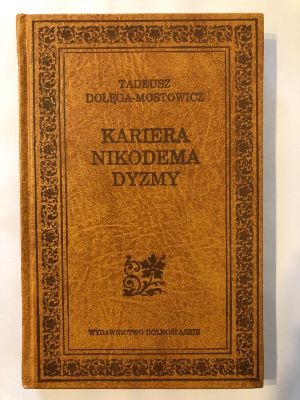 TADEUSZ
DOŁĘGA-MOSTOWICZ
KARIERA
NIKODEMA
DYZMY
WYDAWNICTWO DOLNOŚLĄSKIE